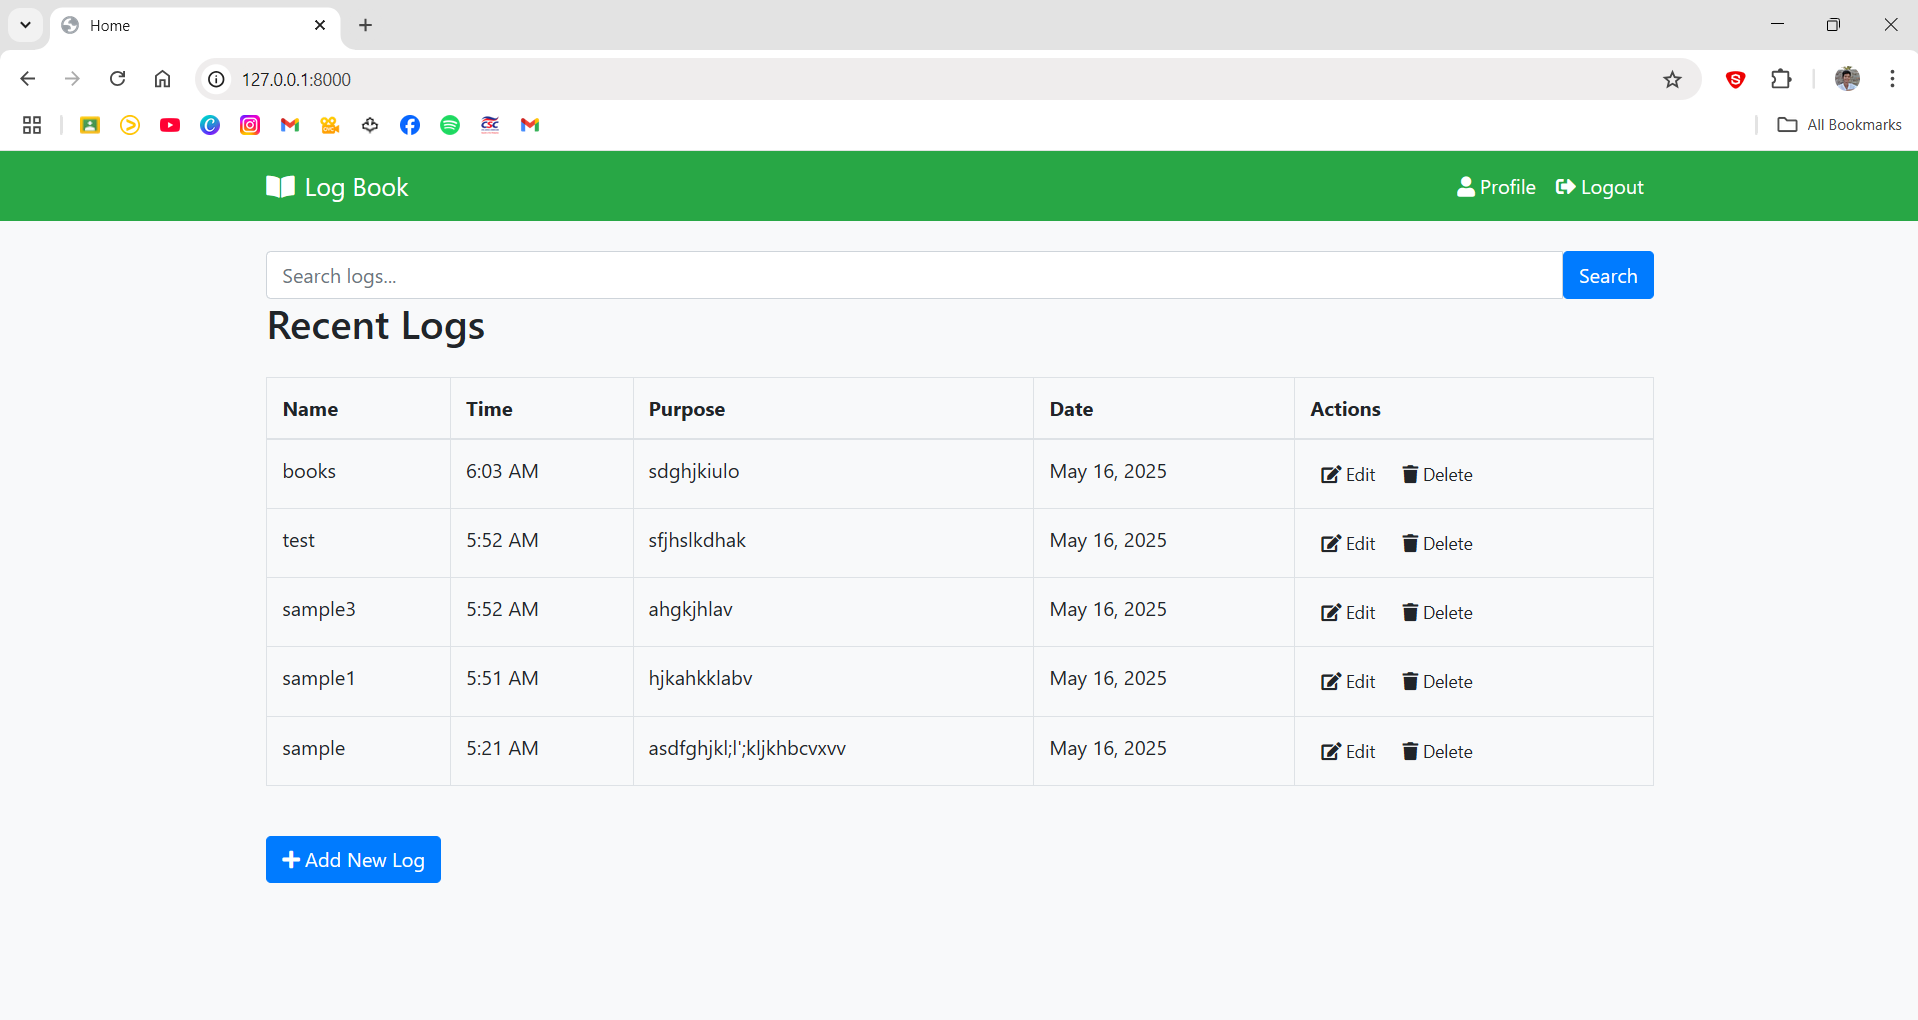 Home
127.0.0.1:8000
All Bookmarks
Log Book
Profile
Logout
Search logs...
Search
Recent Logs
Name Time Purpose Date Actions
books 6:03 AM sdghjkiulo May 16, 2025 Edit Delete
test 5:52 AM sfjhslkdhak May 16, 2025 Edit Delete
sample3 5:52 AM ahgkjhlav May 16, 2025 Edit Delete
sample1 5:51 AM hjkahkklabv May 16, 2025 Edit Delete
sample 5:21 AM asdfghjkl;l';kljkhbcvxvv May 16, 2025 Edit Delete
Add New Log